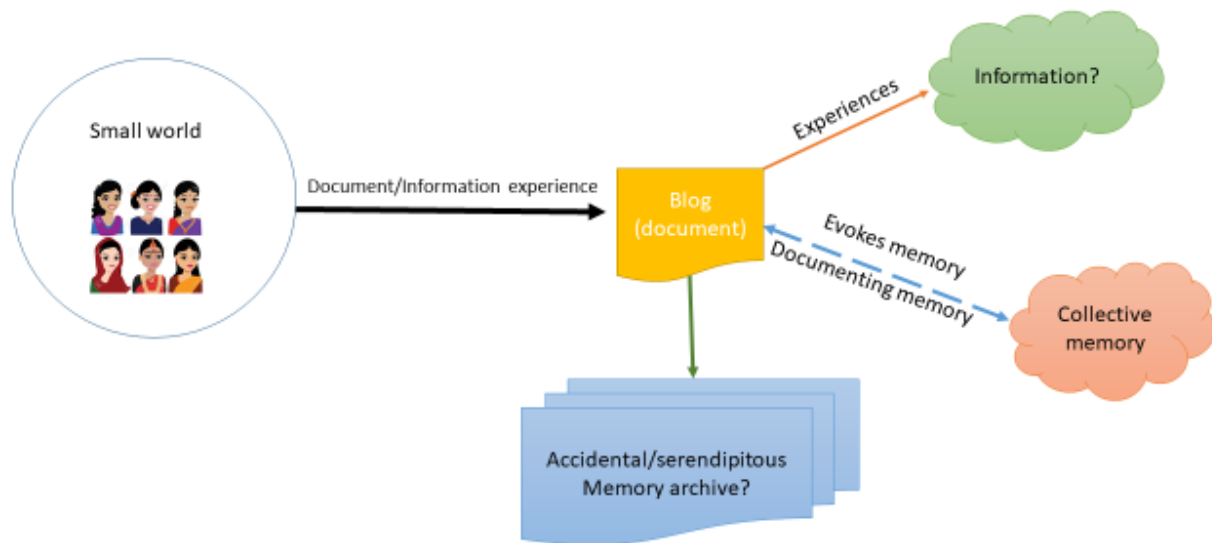 Small world
Document/Information experience
Blog
(document)
Experiences
Information?
Evokes memory
Documenting memory
Collective
memory
Accidental/serendipitous
Memory archive?